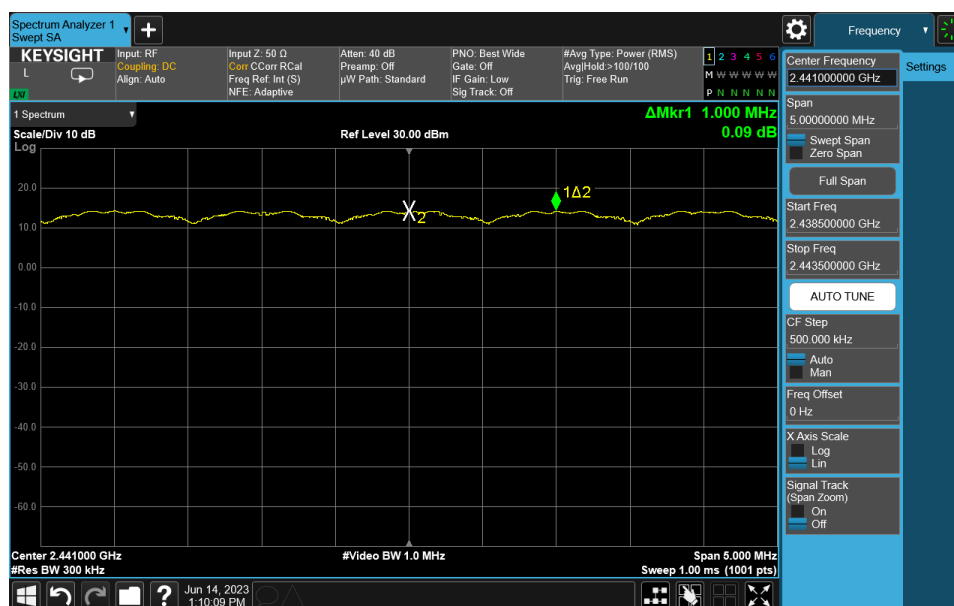 Spectrum Analyzer 1
Swept SA
+
Frequency
KEYSIGHT
L
LXI
Input: RF
Coupling: DC
Align: Auto
Input Z: 50 Ω
Corr CCorr RCal
Freq Ref: Int (S)
NFE: Adaptive
Atten: 40 dB
Preamp: Off
µW Path: Standard
PNO: Best Wide
Gate: Off
IF Gain: Low
Sig Track: Off
#Avg Type: Power (RMS)
Avg|Hold:>100/100
Trig: Free Run
1 2 3 4 5 6
M W W W W W
P N N N N N
1 Spectrum
ΔMkr1 1.000 MHz
0.09 dB
Scale/Div 10 dB
Ref Level 30.00 dBm
Log
20.0
10.0
0.00
-10.0
-20.0
-30.0
-40.0
-50.0
-60.0
1Δ2
X2
Center 2.441000 GHz
#Video BW 1.0 MHz
Span 5.000 MHz
#Res BW 300 kHz
Sweep 1.00 ms (1001 pts)
?
Jun 14, 2023
1:10:09 PM
Center Frequency
2.441000000 GHz
Settings
Span
5.00000000 MHz
Swept Span
Zero Span
Full Span
Start Freq
2.438500000 GHz
Stop Freq
2.443500000 GHz
AUTO TUNE
CF Step
500.000 kHz
Auto
Man
Freq Offset
0 Hz
X Axis Scale
Log
Lin
Signal Track
(Span Zoom)
On
Off